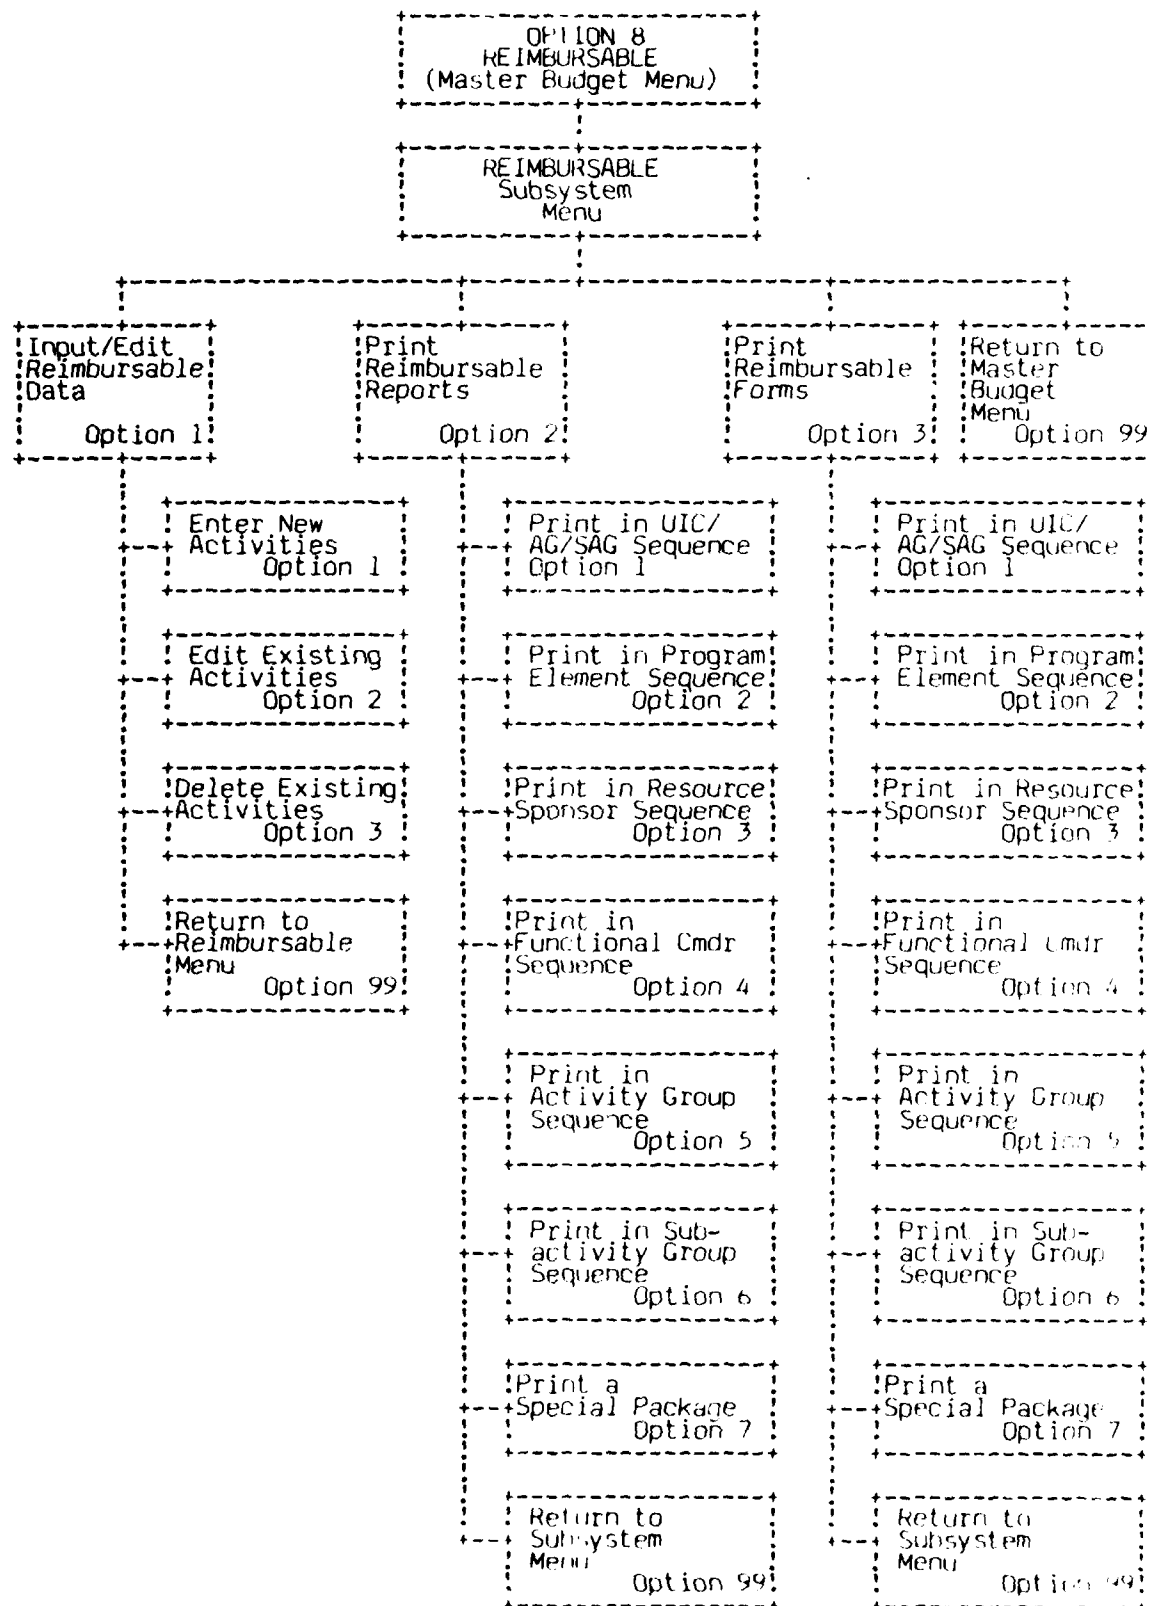 OPTION 8
REIMBURSABLE
(Master Budget Menu)
REIMBURSABLE
Subsystem
Menu
Input/Edit
Reimbursable
Data
Option 1
Print
Reimbursable
Reports
Option 2
Print
Reimbursable
Forms
Option 3
Return to
Master
Budget
Menu
Option 99
Enter New
Activities
Option 1
Edit Existing
Activities
Option 2
Delete Existing
Activities
Option 3
Return to
Reimbursable
Menu
Option 99
Print in UIC/
AG/SAG Sequence
Option 1
Print in Program
Element Sequence
Option 2
Print in Resource
Sponsor Sequence
Option 3
Print in
Functional Cmdr
Sequence
Option 4
Print in
Activity Group
Sequence
Option 5
Print in Sub-
activity Group
Sequence
Option 6
Print a
Special Package
Option 7
Return to
Subsystem
Menu
Option 99
Print in UIC/
AG/SAG Sequence
Option 1
Print in Program
Element Sequence
Option 2
Print in Resource
Sponsor Sequence
Option 3
Print in
Functional Cmdr
Sequence
Option 4
Print in
Activity Group
Sequence
Option 5
Print in Sub-
activity Group
Sequence
Option 6
Print a
Special Package
Option 7
Return to
Subsystem
Menu
Option 99